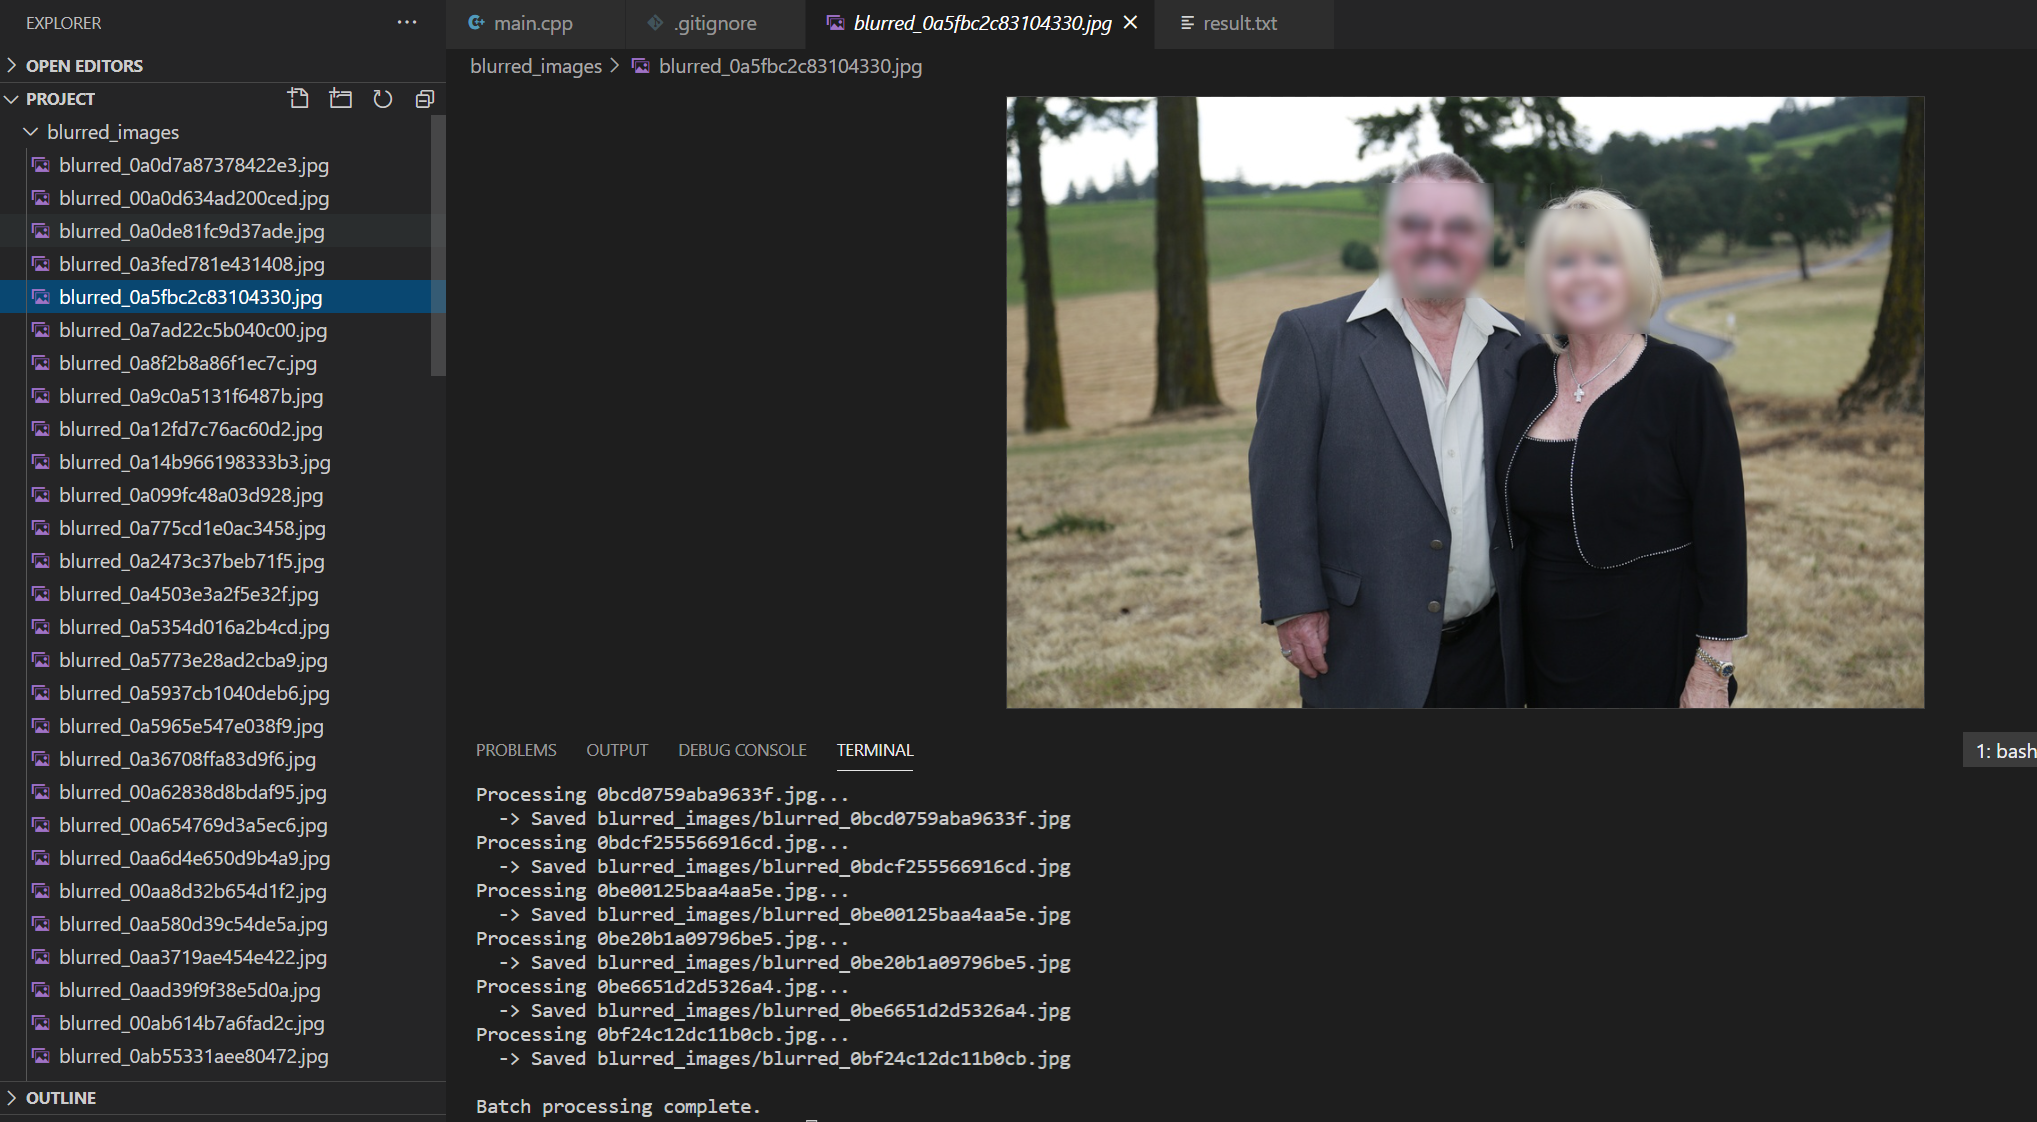 EXPLORER
OPEN EDITORS
PROJECT
blurred_images
blurred_0a0d7a87378422e3.jpg
blurred_00a0d634ad200ced.jpg
blurred_0a0de81fc9d37ade.jpg
blurred_0a3fed781e431408.jpg
blurred_0a5fbc2c83104330.jpg
blurred_0a7ad22c5b040c00.jpg
blurred_0a8f2b8a86f1ec7c.jpg
blurred_0a9c0a5131f6487b.jpg
blurred_0a12fd7c76ac60d2.jpg
blurred_0a14b966198333b3.jpg
blurred_0a099fc48a03d928.jpg
blurred_0a775cd1e0ac3458.jpg
blurred_0a2473c37beb71f5.jpg
blurred_0a4503e3a2f5e32f.jpg
blurred_0a5354d016a2b4cd.jpg
blurred_0a5773e28ad2cba9.jpg
blurred_0a5937cb1040deb6.jpg
blurred_0a5965e547e038f9.jpg
blurred_0a36708ffa83d9f6.jpg
blurred_00a62838d8bdaf95.jpg
blurred_00a654769d3a5ec6.jpg
blurred_0aa6d4e650d9b4a9.jpg
blurred_00aa8d32b654d1f2.jpg
blurred_0aa580d39c54de5a.jpg
blurred_0aa3719ae454e422.jpg
blurred_0aad39f9f38e5d0a.jpg
blurred_00ab614b7a6fad2c.jpg
blurred_0ab55331aee80472.jpg
OUTLINE
main.cpp .gitignore blurred_0a5fbc2c83104330.jpg result.txt
blurred_images > blurred_0a5fbc2c83104330.jpg
PROBLEMS OUTPUT DEBUG CONSOLE TERMINAL
1: bash
Processing 0bcd0759aba9633f.jpg...
-> Saved blurred_images/blurred_0bcd0759aba9633f.jpg
Processing 0bdcf255566916cd.jpg...
-> Saved blurred_images/blurred_0bdcf255566916cd.jpg
Processing 0be00125baa4aa5e.jpg...
-> Saved blurred_images/blurred_0be00125baa4aa5e.jpg
Processing 0be20b1a09796be5.jpg...
-> Saved blurred_images/blurred_0be20b1a09796be5.jpg
Processing 0be6651d2d5326a4.jpg...
-> Saved blurred_images/blurred_0be6651d2d5326a4.jpg
Processing 0bf24c12dc11b0cb.jpg...
-> Saved blurred_images/blurred_0bf24c12dc11b0cb.jpg
Batch processing complete.